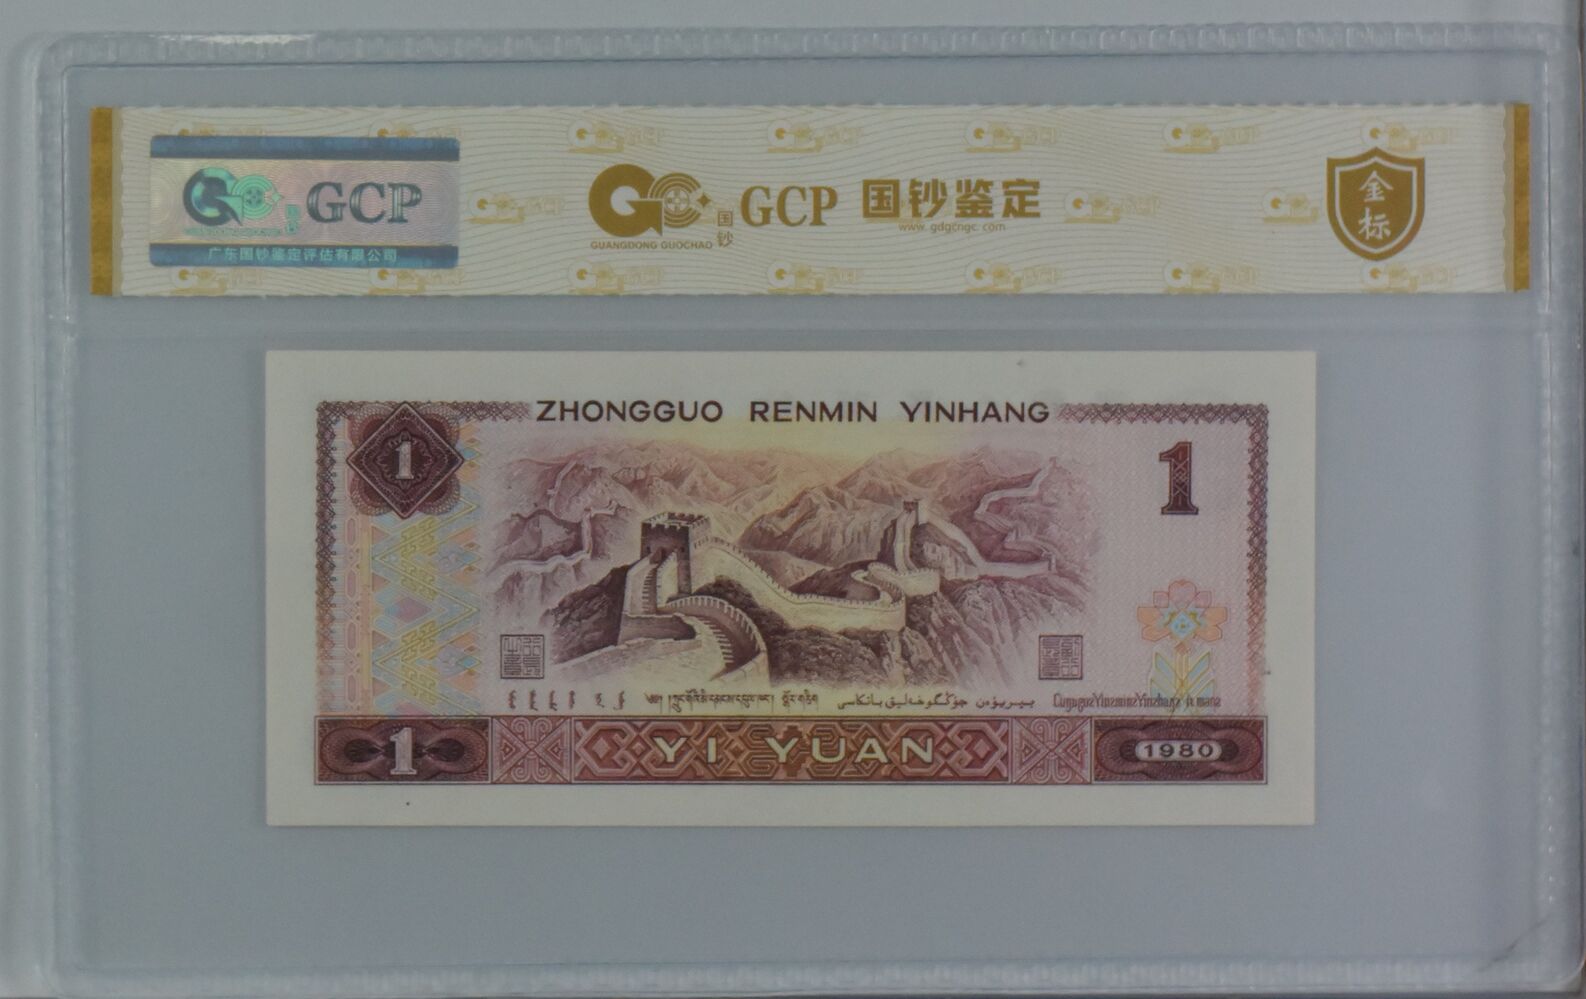 GCP
广东国钞鉴定评估有限公司
GUANGDONG GUOCHAO
国钞
GCP 国钞鉴定
www.gdgcngc.com
金标
ZHONGGUO RENMIN YINHANG
1
1
1
YI YUAN
1980